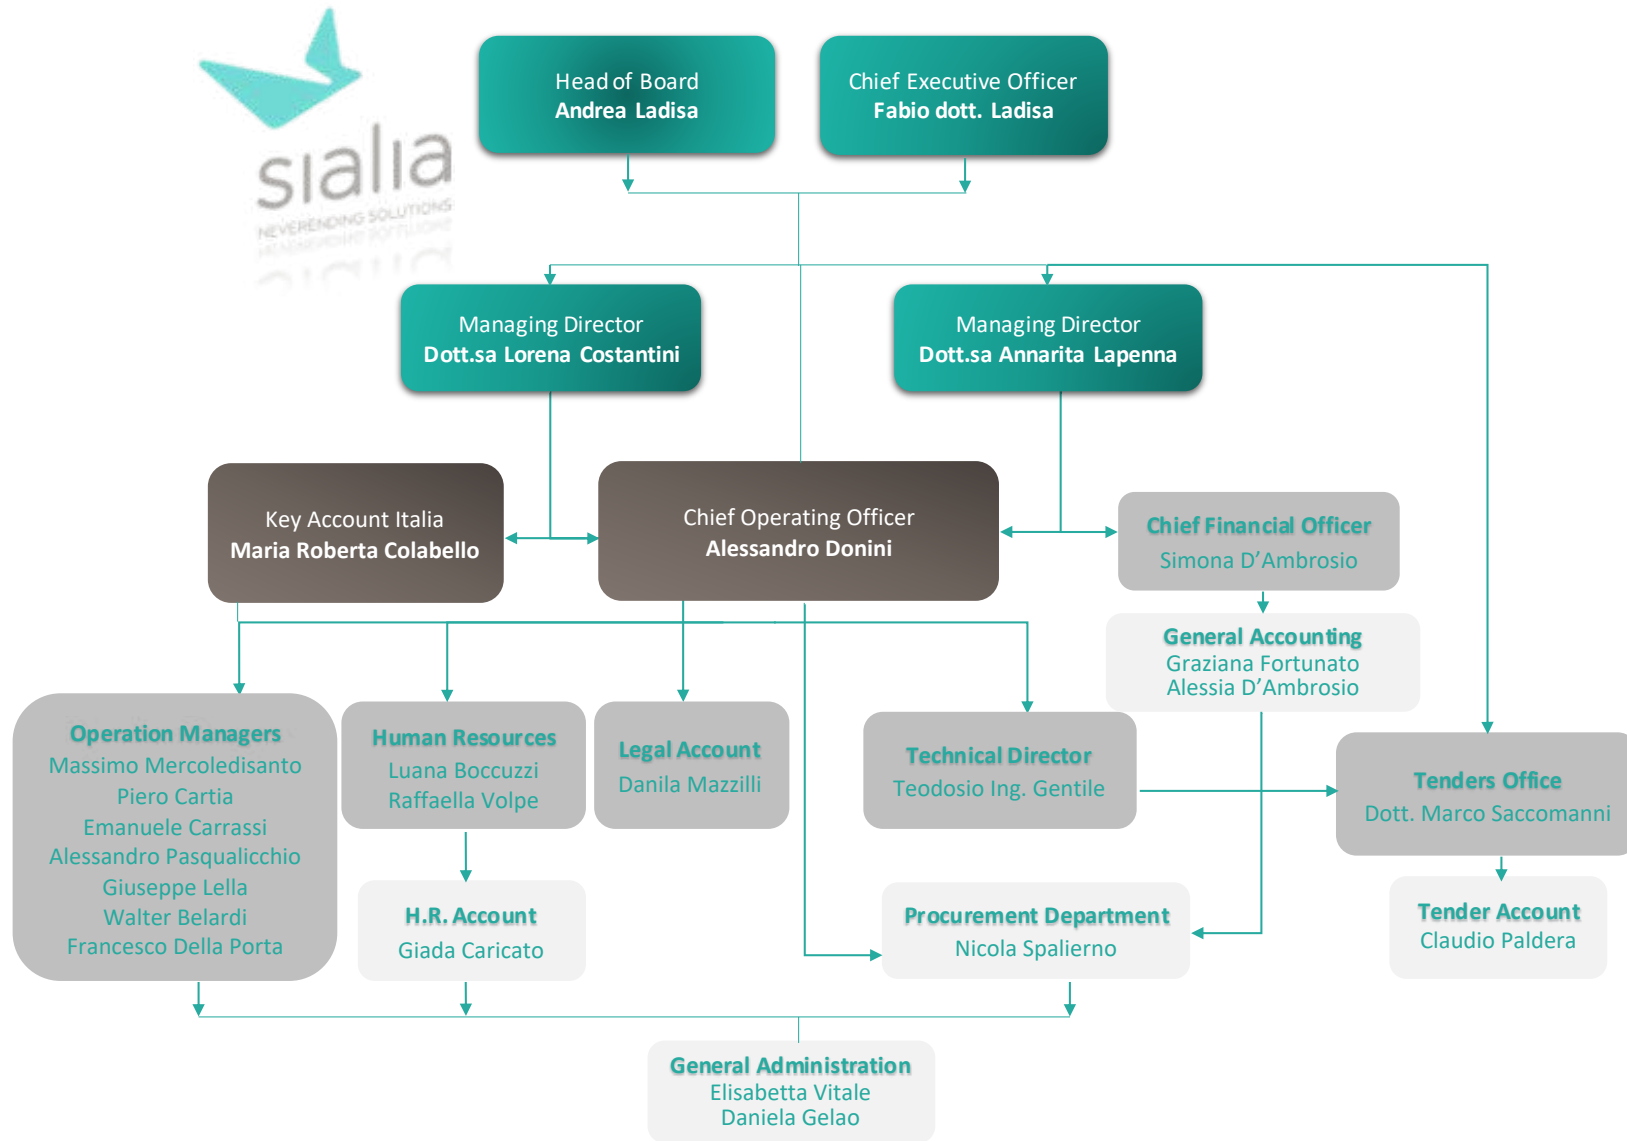 sialia
NEVERENDING SOLUTIONS
Head of Board
Andrea Ladisa
Chief Executive Officer
Fabio dott. Ladisa
Managing Director
Dott.sa Lorena Costantini
Managing Director
Dott.sa Annarita Lapenna
Key Account Italia
Maria Roberta Colabello
Chief Operating Officer
Alessandro Donini
Chief Financial Officer
Simona D’Ambrosio
General Accounting
Graziana Fortunato
Alessia D’Ambrosio
Operation Managers
Massimo Mercoledisanto
Piero Cartia
Emanuele Carrassi
Alessandro Pasqualicchio
Giuseppe Lella
Walter Belardi
Francesco Della Porta
Human Resources
Luana Boccuzzi
Raffaella Volpe
Legal Account
Danila Mazzilli
Technical Director
Teodosio Ing. Gentile
Tenders Office
Dott. Marco Saccomanni
H.R. Account
Giada Caricato
Procurement Department
Nicola Spalierno
Tender Account
Claudio Paldera
General Administration
Elisabetta Vitale
Daniela Gelao